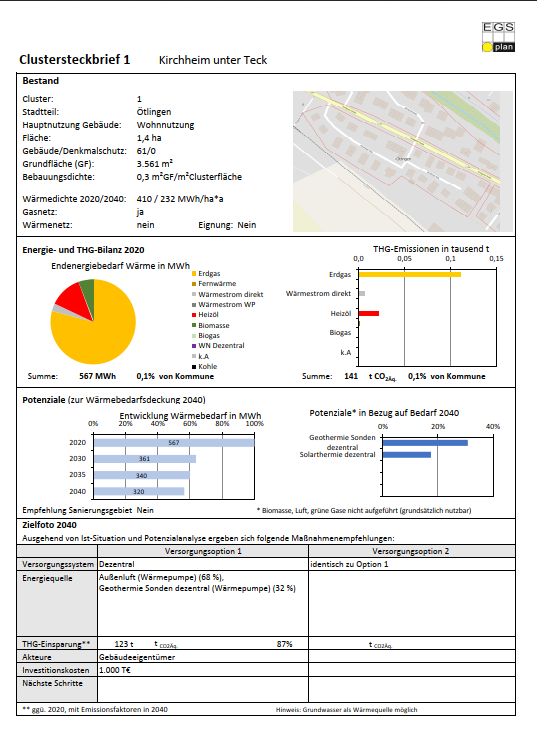 EGS
plan
Clustersteckbrief 1 Kirchheim unter Teck
Bestand
Cluster: 1
Stadtteil: Ötlingen
Hauptnutzung Gebäude: Wohnnutzung
Fläche: 1,4 ha
Gebäude/Denkmalschutz: 61/0
Grundfläche (GF): 3.561 m²
Bebauungsdichte: 0,3 m²GF/m²Clusterfläche
Wärmedichte 2020/2040: 410 / 232 MWh/ha*a
Gasnetz: ja
Wärmenetz: nein Eignung: Nein
Energie- und THG-Bilanz 2020
Endenergiebedarf Wärme in MWh
Erdgas
Fernwärme
Wärmestrom direkt
Wärmestrom WP
Heizöl
Biomasse
Biogas
WN Dezentral
k.A
Kohle
Summe: 567 MWh 0,1% von Kommune
THG-Emissionen in tausend t
0,0 0,05 0,1 0,15
Erdgas
Wärmestrom direkt
Heizöl
Biogas
k.A
Summe: 141 t CO2Äq. 0,1% von Kommune
Potenziale (zur Wärmebedarfsdeckung 2040)
Entwicklung Wärmebedarf in MWh
0% 20% 40% 60% 80% 100%
2020 567
2030 361
2035 340
2040 320
Potenziale* in Bezug auf Bedarf 2040
0% 20% 40%
Geothermie Sonden
dezentral
Solarthermie dezentral
Empfehlung Sanierungsgebiet Nein
* Biomasse, Luft, grüne Gase nicht aufgeführt (grundsätzlich nutzbar)
Zielfoto 2040
Ausgehend von Ist-Situation und Potenzialanalyse ergeben sich folgende Maßnahmenempfehlungen:
Versorgungsoption 1 Versorgungsoption 2
Versorgungssystem Dezentral identisch zu Option 1
Energiequelle Außenluft (Wärmepumpe) (68 %),
Geothermie Sonden dezentral (Wärmepumpe) (32 %)
THG-Einsparung** 123 t t CO2Äq. 87% t CO2Äq.
Akteure Gebäudeeigentümer
Investitionskosten 1.000 T€
Nächste Schritte
** ggü. 2020, mit Emissionsfaktoren in 2040 Hinweis: Grundwasser als Wärmequelle möglich